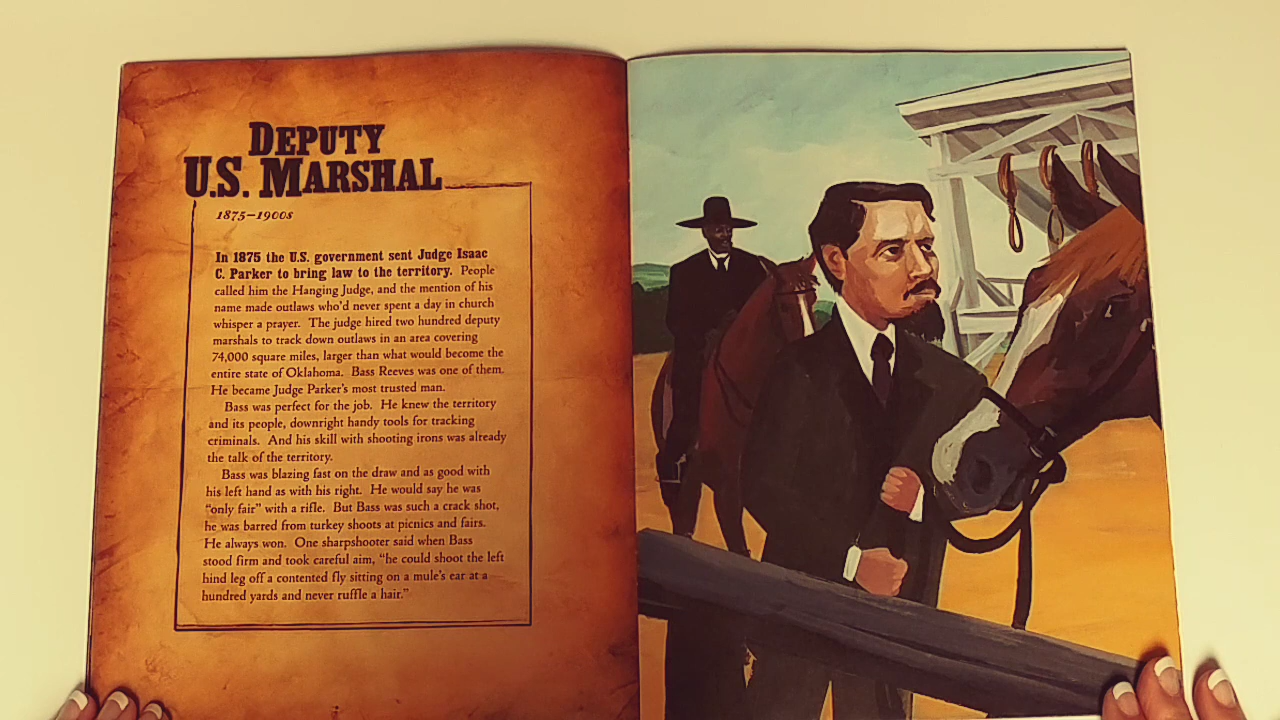 DEPUTY
U.S. MARSHAL
1875–1900s
In 1875 the U.S. government sent Judge Isaac
C. Parker to bring law to the territory. People
called him the Hanging Judge, and the mention of his
name made outlaws who'd never spent a day in church
whisper a prayer. The judge hired two hundred deputy
marshals to track down outlaws in an area covering
74,000 square miles, larger than what would become the
entire state of Oklahoma. Bass Reeves was one of them.
He became Judge Parker's most trusted man.
Bass was perfect for the job. He knew the territory
and its people, downright handy tools for tracking
criminals. And his skill with shooting irons was already
the talk of the territory.
Bass was blazing fast on the draw and as good with
his left hand as with his right. He would say he was
“only fair” with a rifle. But Bass was such a crack shot,
he was barred from turkey shoots at picnics and fairs.
He always won. One sharpshooter said when Bass
stood firm and took careful aim, “he could shoot the left
hind leg off a contented fly sitting on a mule's ear at a
hundred yards and never ruffle a hair.”